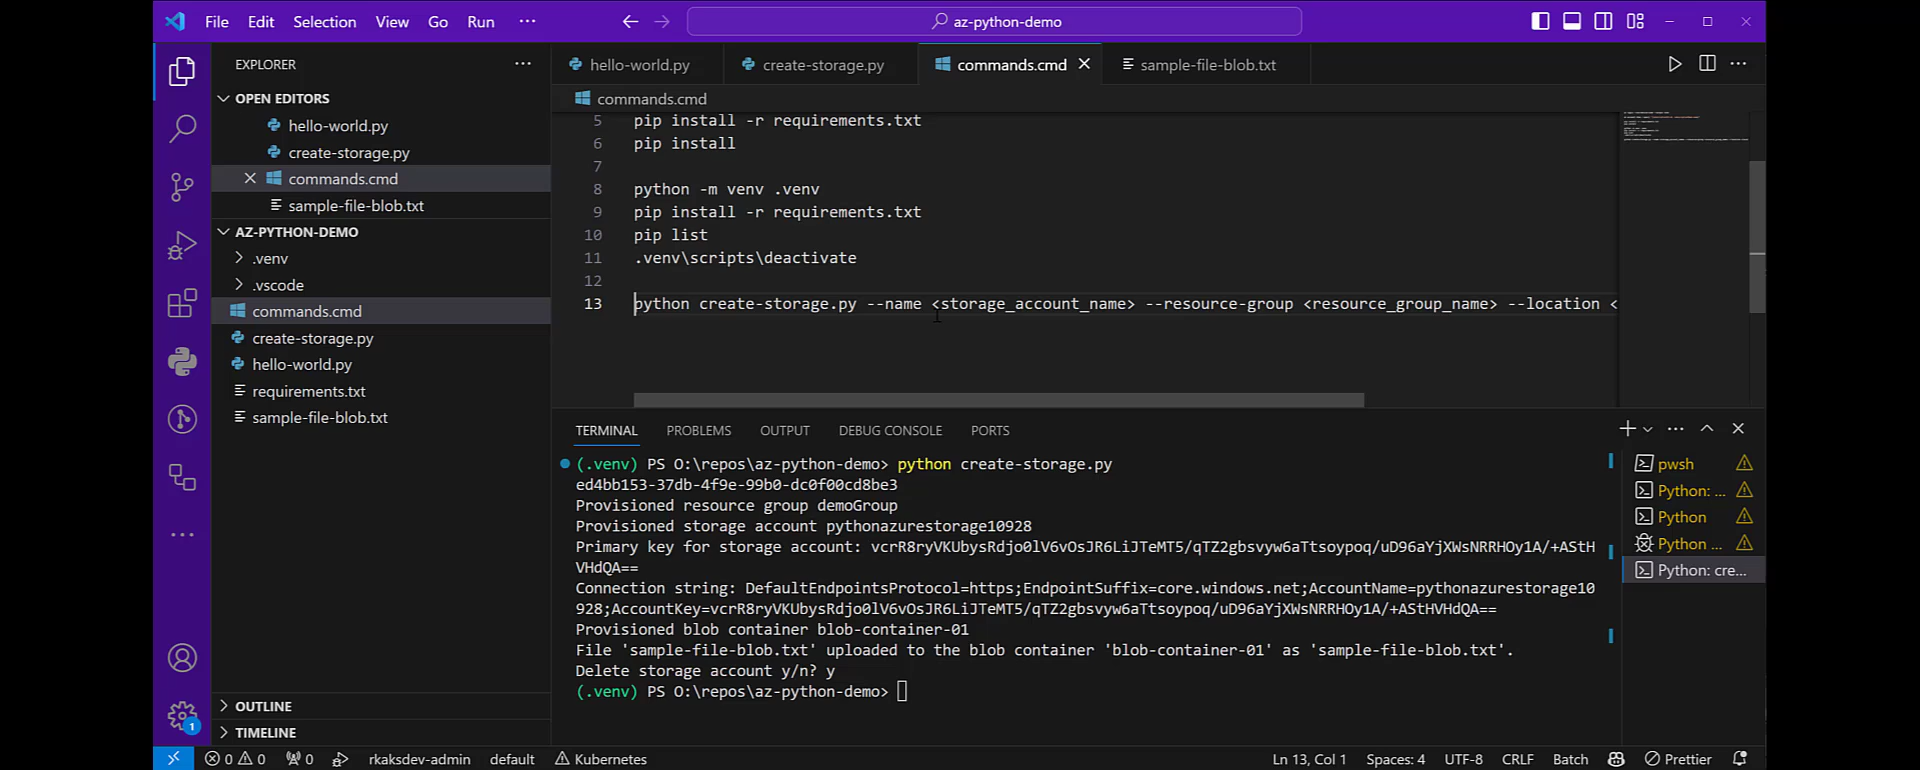 File Edit Selection View Go Run ··· az-python-demo
EXPLORER ···
OPEN EDITORS
hello-world.py
create-storage.py
commands.cmd
sample-file-blob.txt
AZ-PYTHON-DEMO
.venv
.vscode
commands.cmd
create-storage.py
hello-world.py
requirements.txt
sample-file-blob.txt
OUTLINE
TIMELINE
hello-world.py create-storage.py commands.cmd sample-file-blob.txt
commands.cmd
5 pip install -r requirements.txt
6 pip install
7
8 python -m venv .venv
9 pip install -r requirements.txt
10 pip list
11 .venv\scripts\deactivate
12
13 python create-storage.py --name <storage_account_name> --resource-group <resource_group_name> --location <
TERMINAL PROBLEMS OUTPUT DEBUG CONSOLE PORTS
(.venv) PS O:\repos\az-python-demo> python create-storage.py
ed4bb153-37db-4f9e-99b0-dc0f00cd8be3
Provisioned resource group demoGroup
Provisioned storage account pythonazurestorage10928
Primary key for storage account: vcrR8ryVKUbysRdjo0lV6vOsJR6LiJTeMT5/qTZ2gbsvyw6aTtsoypoq/uD96aYjXWsNRRHOy1A/+AStH
VHdQA==
Connection string: DefaultEndpointsProtocol=https;EndpointSuffix=core.windows.net;AccountName=pythonazurestorage10
928;AccountKey=vcrR8ryVKUbysRdjo0lV6vOsJR6LiJTeMT5/qTZ2gbsvyw6aTtsoypoq/uD96aYjXWsNRRHOy1A/+AStHVHdQA==
Provisioned blob container blob-container-01
File 'sample-file-blob.txt' uploaded to the blob container 'blob-container-01' as 'sample-file-blob.txt'.
Delete storage account y/n? y
(.venv) PS O:\repos\az-python-demo>
pwsh
Python: ...
Python
Python ...
Python: cre...
1
0 0 0 rkaksdev-admin default Kubernetes Ln 13, Col 1 Spaces: 4 UTF-8 CRLF Batch Prettier